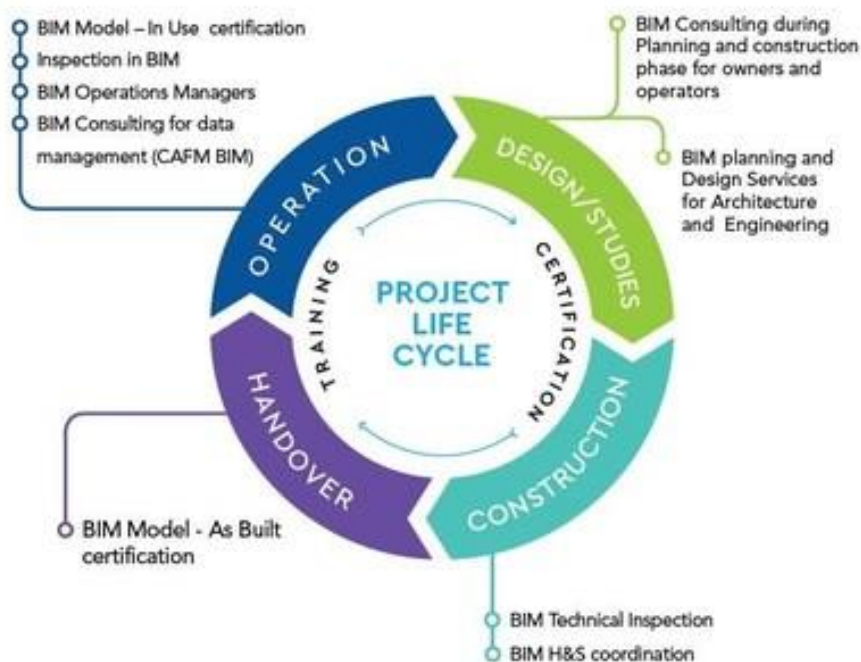 BIM Model – In Use certification
Inspection in BIM
BIM Operations Managers
BIM Consulting for data
management (CAFM BIM)
BIM Consulting during
Planning and construction
phase for owners and
operators
BIM planning and
Design Services
for Architecture
and Engineering
OPERATION
DESIGN/STUDIES
TRAINING
CERTIFICATION
PROJECT
LIFE
CYCLE
HANDOVER
CONSTRUCTION
BIM Model - As Built
certification
BIM Technical Inspection
BIM H&S coordination